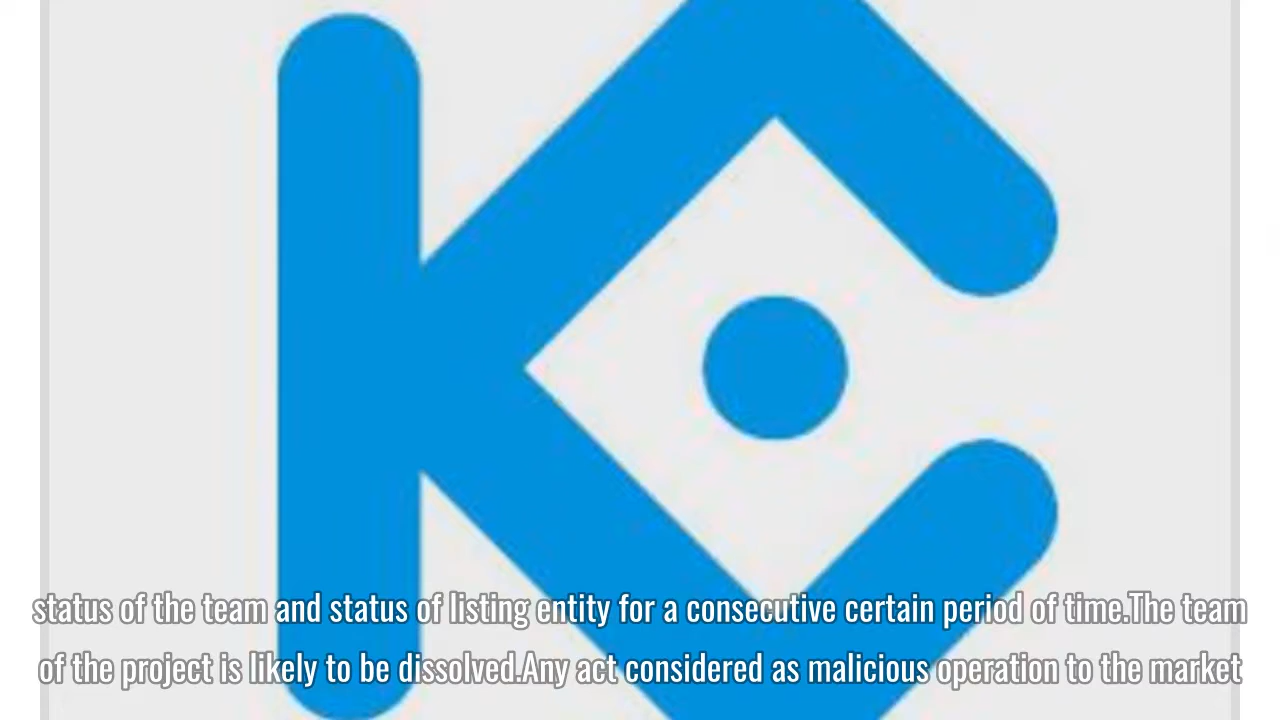 status of the team and status of listing entity for a consecutive certain period of time.The team
of the project is likely to be dissolved.Any act considered as malicious operation to the market